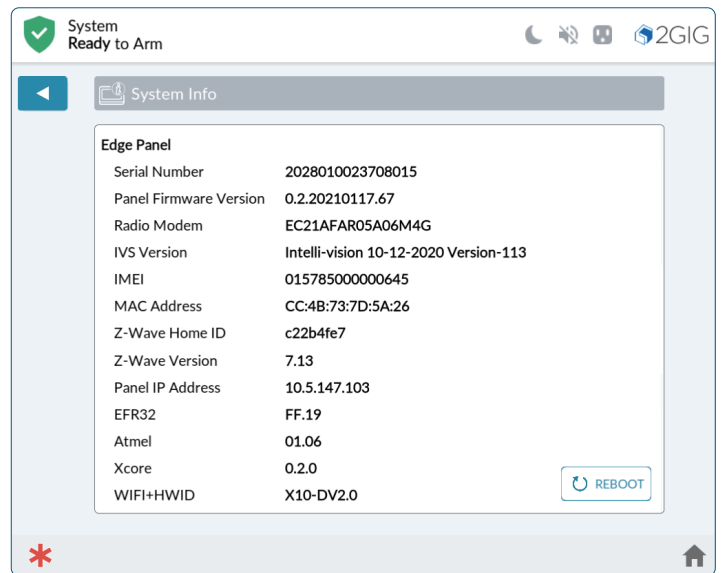 System
Ready to Arm
2GIG
System Info
Edge Panel
Serial Number 2028010023708015
Panel Firmware Version 0.2.20210117.67
Radio Modem EC21AFAR05A06M4G
IVS Version Intelli-vision 10-12-2020 Version-113
IMEI 015785000000645
MAC Address CC:4B:73:7D:5A:26
Z-Wave Home ID c22b4fe7
Z-Wave Version 7.13
Panel IP Address 10.5.147.103
EFR32 FF.19
Atmel 01.06
Xcore 0.2.0
WIFI+HWID X10-DV2.0
REBOOT